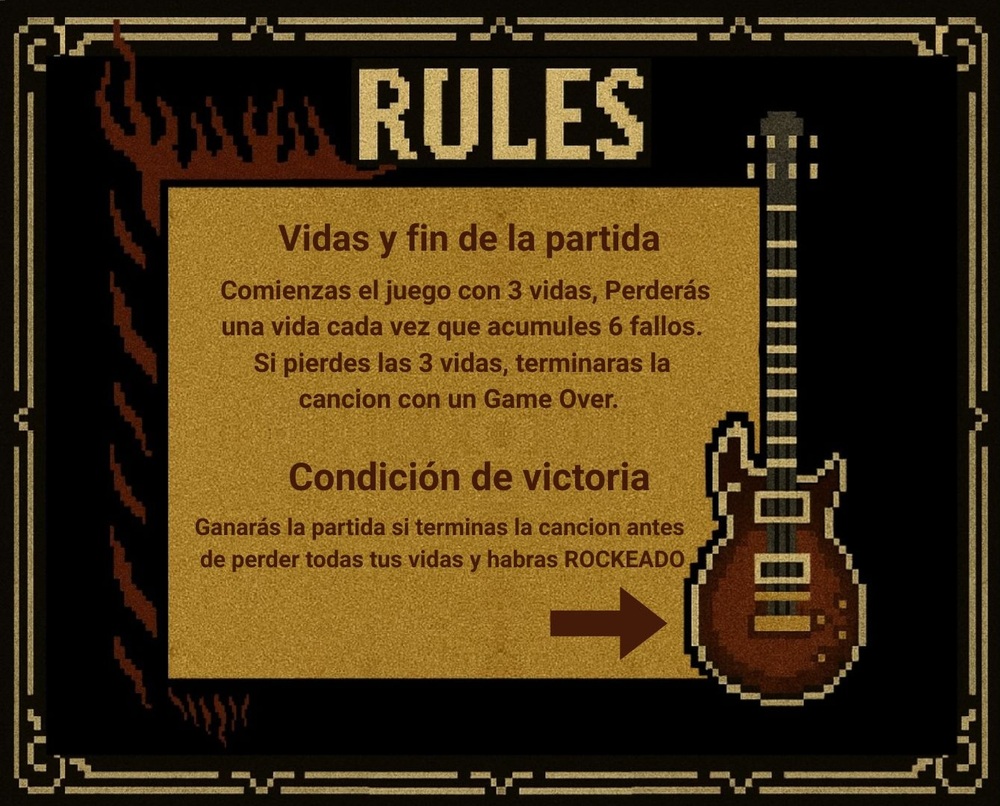 RULES
Vidas y fin de la partida
Comienzas el juego con 3 vidas, Perderás
una vida cada vez que acumules 6 fallos.
Si pierdes las 3 vidas, terminaras la
cancion con un Game Over.
Condición de victoria
Ganarás la partida si terminas la cancion antes
de perder todas tus vidas y habras ROCKEADO